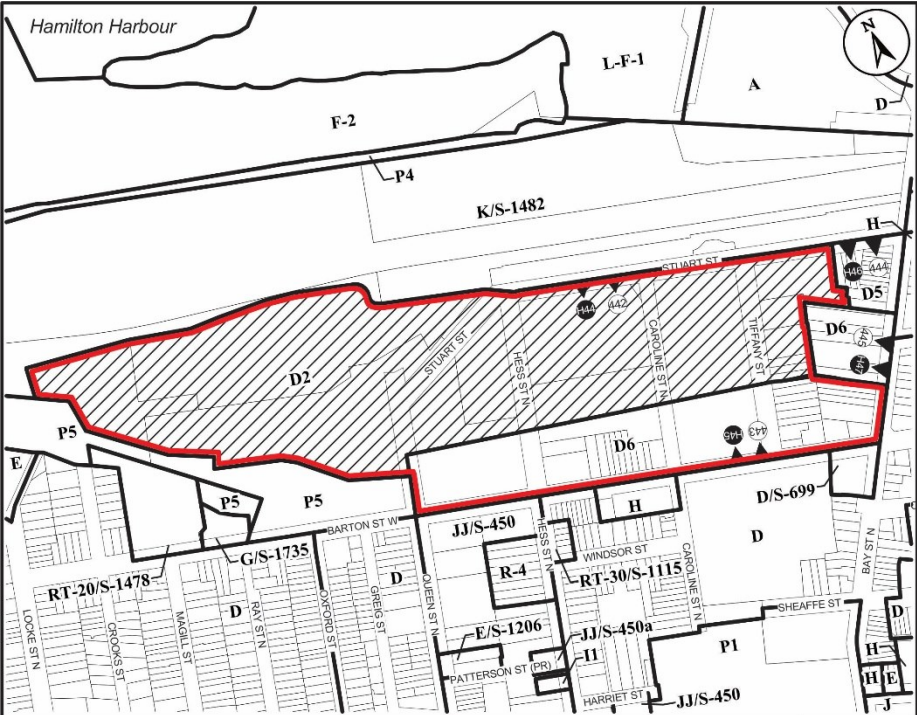 Hamilton Harbour
N
L-F-1
A
D
F-2
P4
K/S-1482
H
STUART ST
H46
444
D5
H44
442
D6
445
H47
STUART ST
HESS ST N
CAROLINE ST N
TIFFANY ST
D2
P5
E
D6
H45
443
P5
P5
BARTON ST W
JJ/S-450
H
D/S-699
D
G/S-1735
RT-20/S-1478
HESS ST N
WINDSOR ST
R-4
RT-30/S-1115
CAROLINE ST N
BAY ST N
SHEAFFE ST
LOCKE ST N
CROOKS ST
MAGILL ST
D
RAY ST N
OXFORD ST
GREIG ST
D
QUEEN ST N
E/S-1206
JJ/S-450a
I1
PATTERSON ST (PR)
P1
D
H
H
E
J
HARRIET ST
JJ/S-450